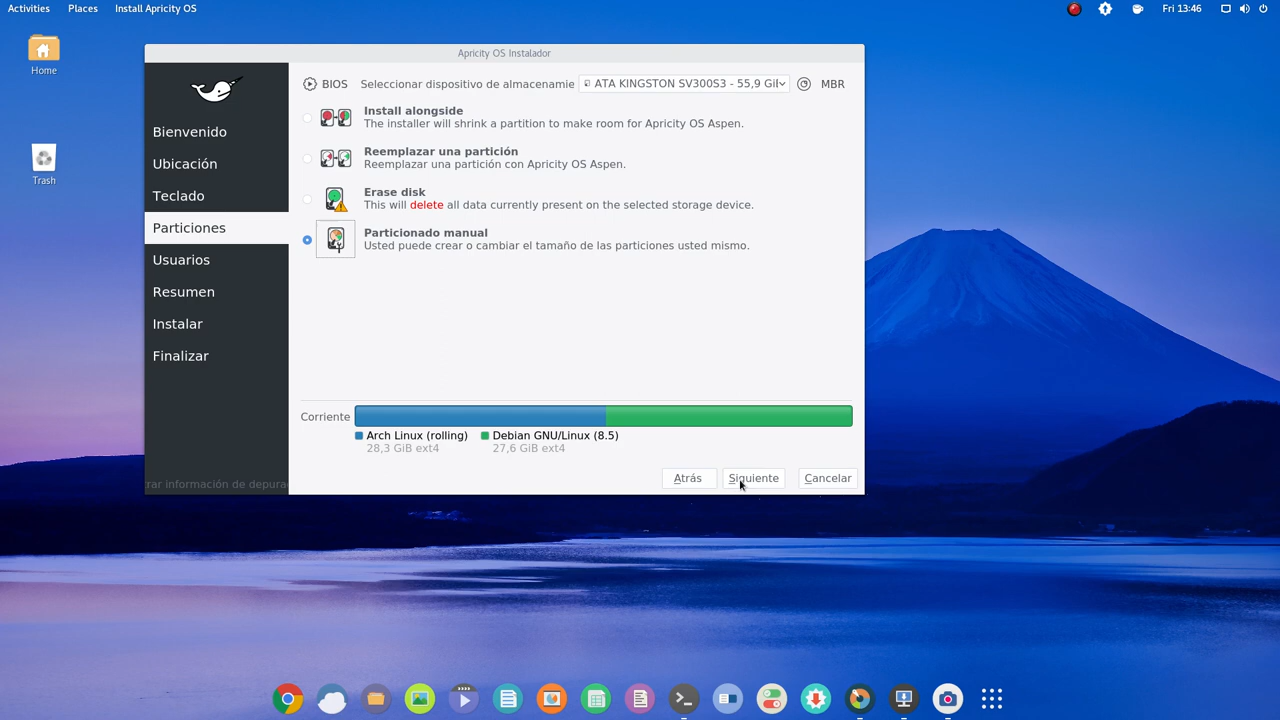 Activities
Places
Install Apricity OS
Fri 13:46
Home
Trash
Apricity OS Instalador
BIOS
Seleccionar dispositivo de almacenamie
ATA KINGSTON SV300S3 - 55,9 Gi
MBR
Bienvenido
Ubicación
Teclado
Particiones
Usuarios
Resumen
Instalar
Finalizar
trar información de depura
Install alongside
The installer will shrink a partition to make room for Apricity OS Aspen.
Reemplazar una partición
Reemplazar una partición con Apricity OS Aspen.
Erase disk
This will delete all data currently present on the selected storage device.
Particionado manual
Usted puede crear o cambiar el tamaño de las particiones usted mismo.
Corriente
Arch Linux (rolling)
28,3 GiB ext4
Debian GNU/Linux (8.5)
27,6 GiB ext4
Atrás
Siguiente
Cancelar